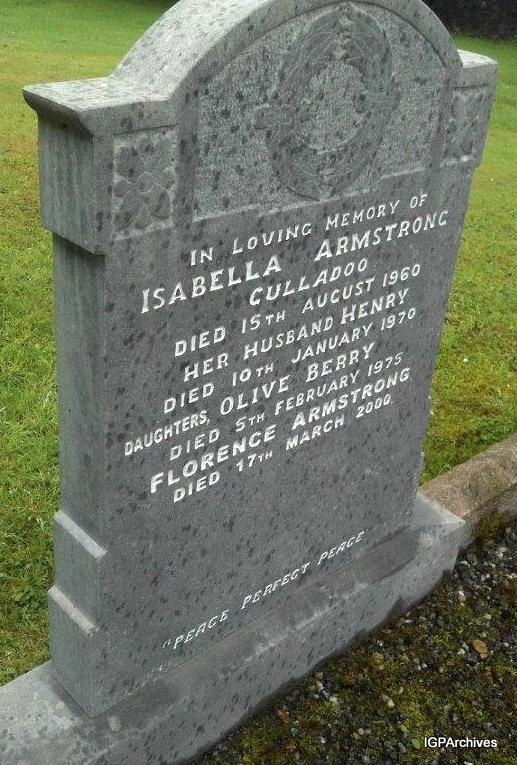 IN LOVING MEMORY OF
ISABELLA ARMSTRONG
CULLADOO
DIED 15TH AUGUST 1960
HER HUSBAND HENRY
DIED 10TH JANUARY 1970
DAUGHTERS, OLIVE BERRY
DIED 5TH FEBRUARY 1975
FLORENCE ARMSTRONG
DIED 17TH MARCH 2000.
"PEACE PERFECT PEACE"
IGPArchives